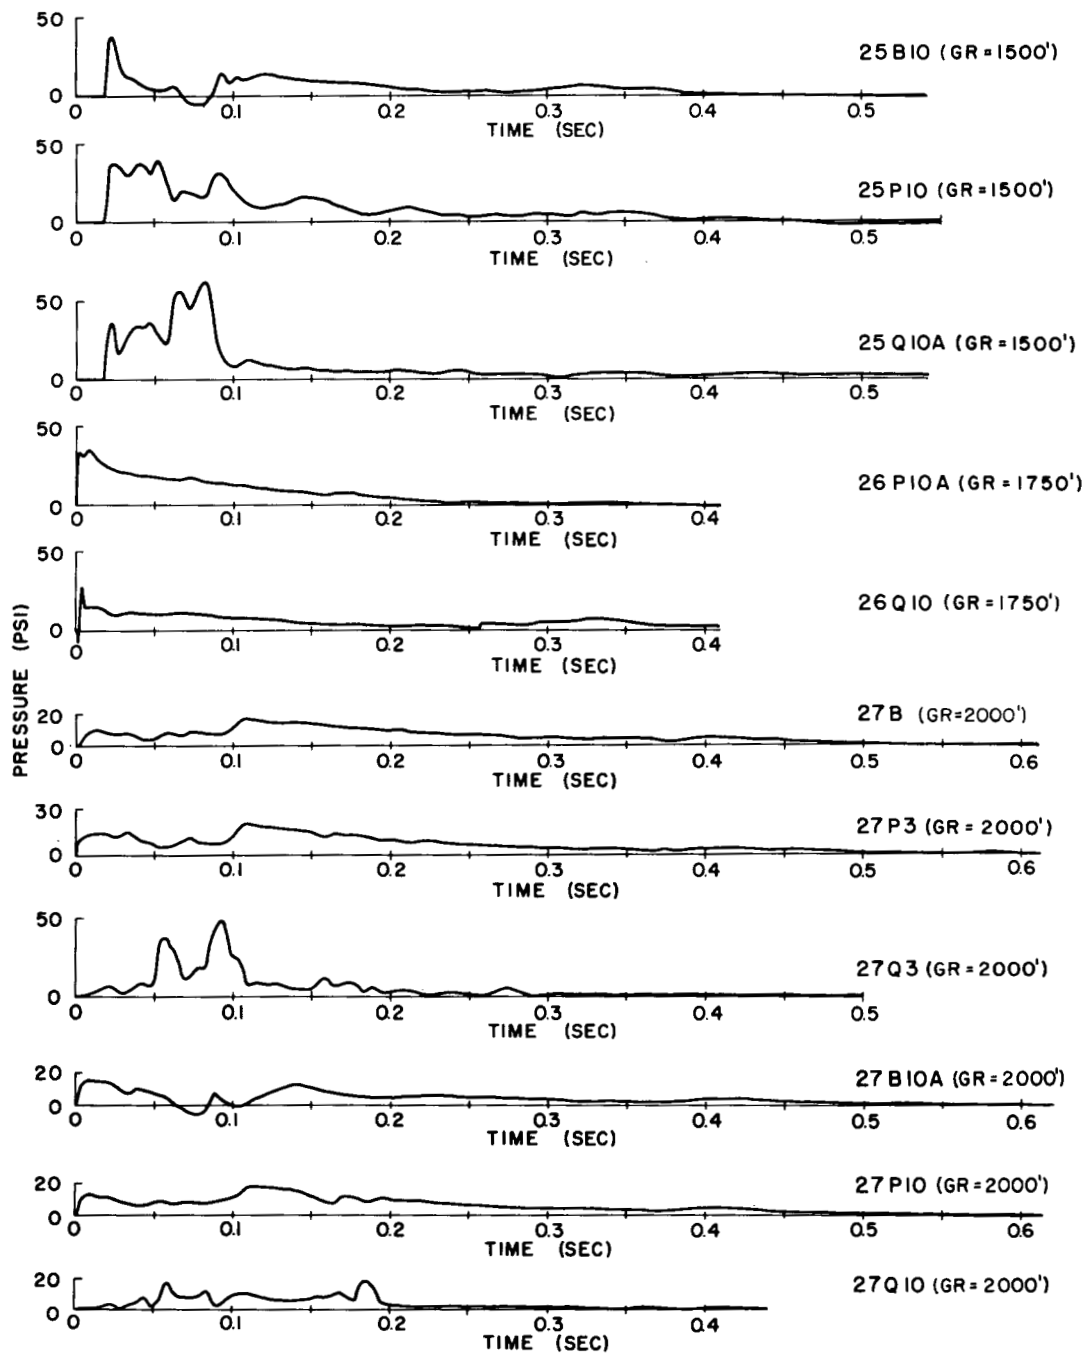 50
25 B10 (GR = 1500')
0
0 0.1 0.2 0.3 0.4 0.5
TIME (SEC)
50
25 P10 (GR = 1500')
0
0 0.1 0.2 0.3 0.4 0.5
TIME (SEC)
50
25 Q10A (GR = 1500')
0
0 0.1 0.2 0.3 0.4 0.5
TIME (SEC)
50
26 P10A (GR = 1750')
0
0 0.1 0.2 0.3 0.4
TIME (SEC)
50
26 Q10 (GR = 1750')
0
0 0.1 0.2 0.3 0.4
TIME (SEC)
PRESSURE (PSI)
20
27 B (GR=2000')
0
0 0.1 0.2 0.3 0.4 0.5 0.6
TIME (SEC)
30
27 P3 (GR = 2000')
0
0 0.1 0.2 0.3 0.4 0.5 0.6
TIME (SEC)
50
27 Q3 (GR = 2000')
0
0 0.1 0.2 0.3 0.4 0.5
TIME (SEC)
20
27 B10A (GR = 2000')
0
0 0.1 0.2 0.3 0.4 0.5 0.6
TIME (SEC)
20
27 P10 (GR = 2000')
0
0 0.1 0.2 0.3 0.4 0.5 0.6
TIME (SEC)
20
27 Q10 (GR = 2000')
0
0 0.1 0.2 0.3 0.4
TIME (SEC)